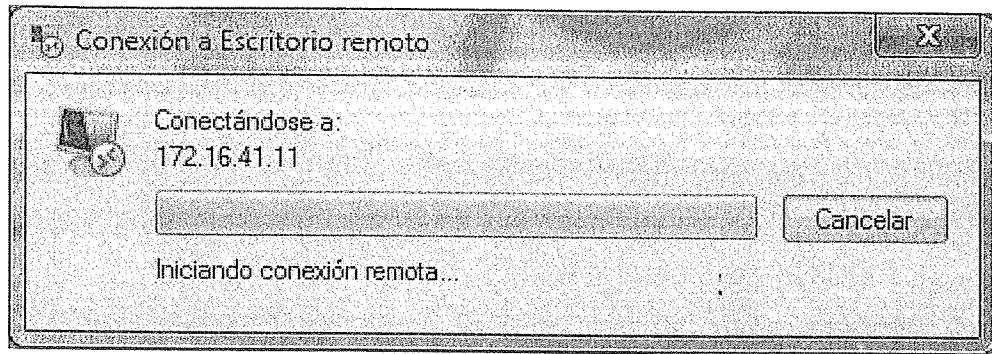 Conexión a Escritorio remoto
Conectándose a:
172.16.41.11
Cancelar
Iniciando conexión remota...